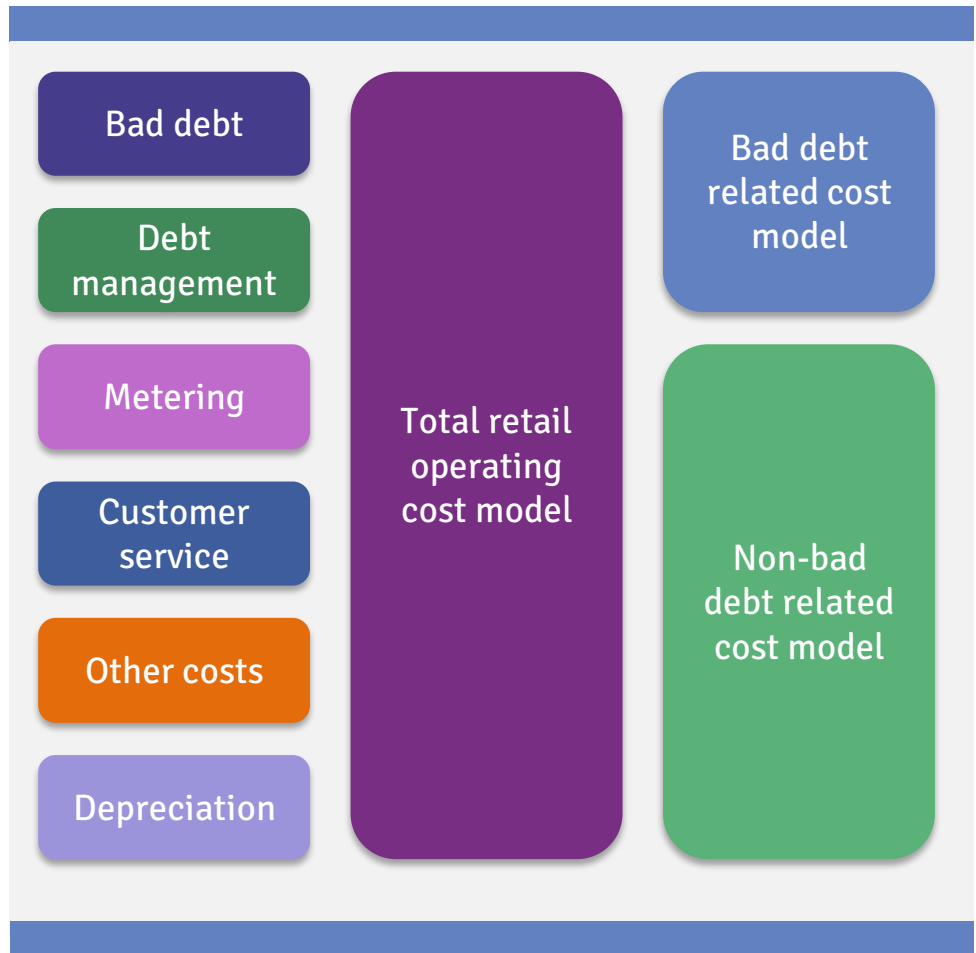 Bad debt
Debt
management
Metering
Customer
service
Other costs
Depreciation
Total retail
operating
cost model
Bad debt
related cost
model
Non-bad
debt related
cost model